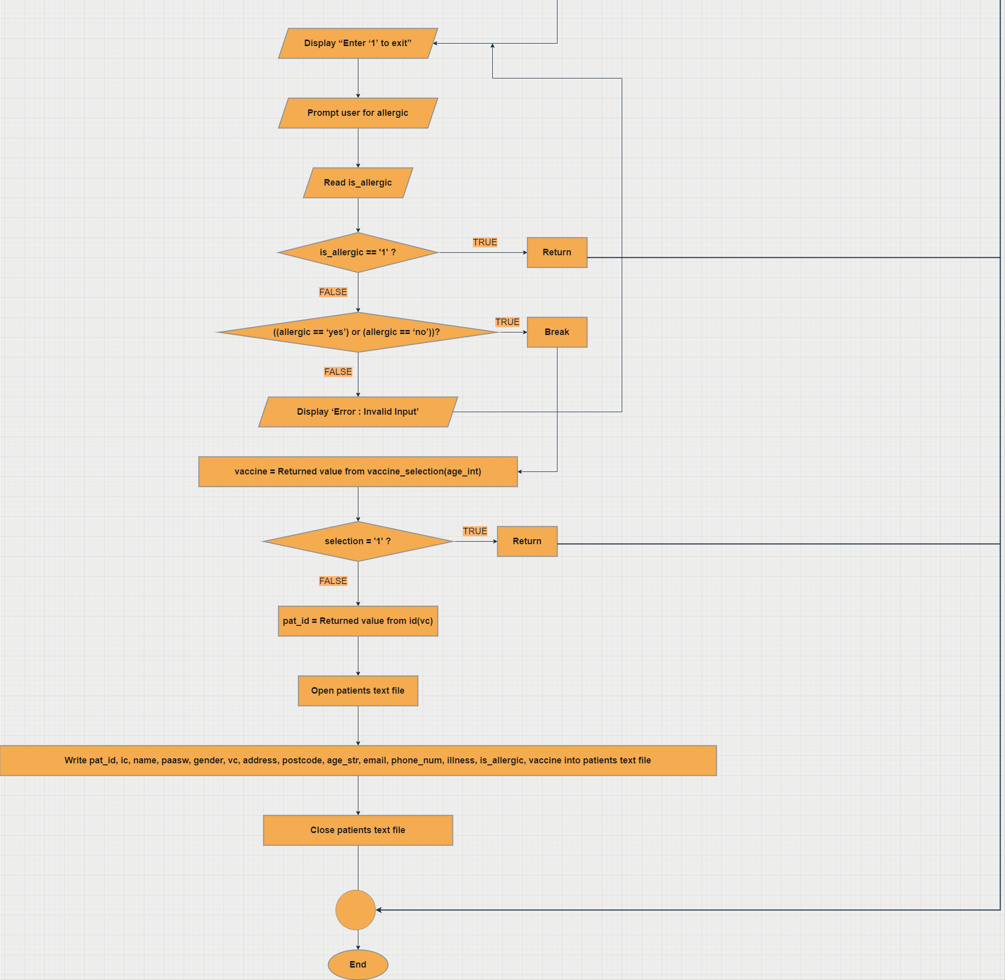 Display “Enter ‘1’ to exit”
Prompt user for allergic
Read is_allergic
is_allergic == '1' ?
TRUE
Return
FALSE
((allergic == ‘yes’) or (allergic == ‘no’))?
TRUE
Break
FALSE
Display ‘Error : Invalid Input’
vaccine = Returned value from vaccine_selection(age_int)
selection = '1' ?
TRUE
Return
FALSE
pat_id = Returned value from id(vc)
Open patients text file
Write pat_id, ic, name, paasw, gender, vc, address, postcode, age_str, email, phone_num, illness, is_allergic, vaccine into patients text file
Close patients text file
End